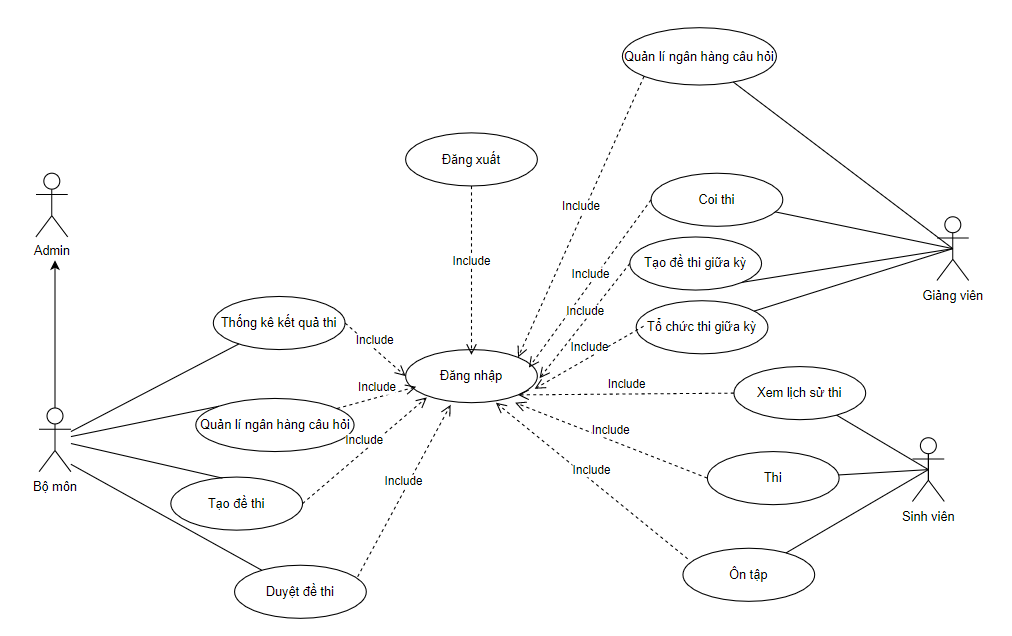 Quản lí ngân hàng câu hỏi
Đăng xuất
Coi thi
Include
Admin
Include
Tạo đề thi giữa kỳ
Include
Giảng viên
Include
Thống kê kết quả thi
Tổ chức thi giữa kỳ
Include
Include
Đăng nhập
Include
Include
Xem lịch sử thi
Quản lí ngân hàng câu hỏi
Include
Include
Thi
Include
Include
Bộ môn
Tạo đề thi
Sinh viên
Ôn tập
Duyệt đề thi